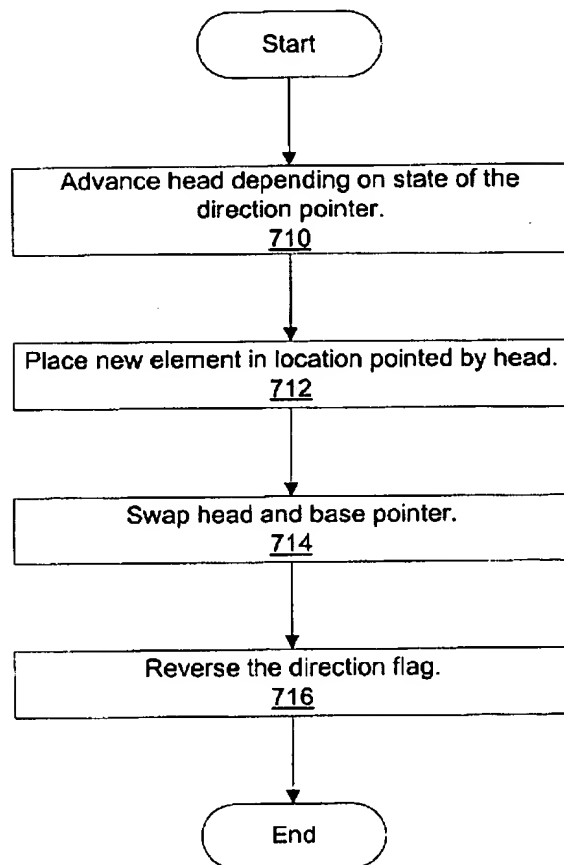 Start
Advance head depending on state of the
direction pointer.
710
Place new element in location pointed by head.
712
Swap head and base pointer.
714
Reverse the direction flag.
716
End